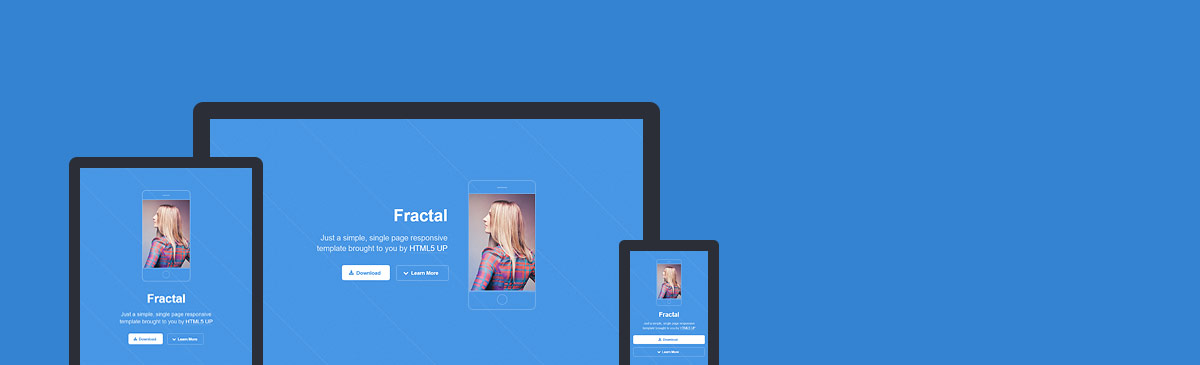 Fractal
Just a simple, single page responsive
template brought to you by HTML5 UP
Download
Learn More
Fractal
Just a simple, single page responsive
template brought to you by HTML5 UP
Download Learn More
Fractal
Just a simple, single page responsive
template brought to you by HTML5 UP
Download
Learn More